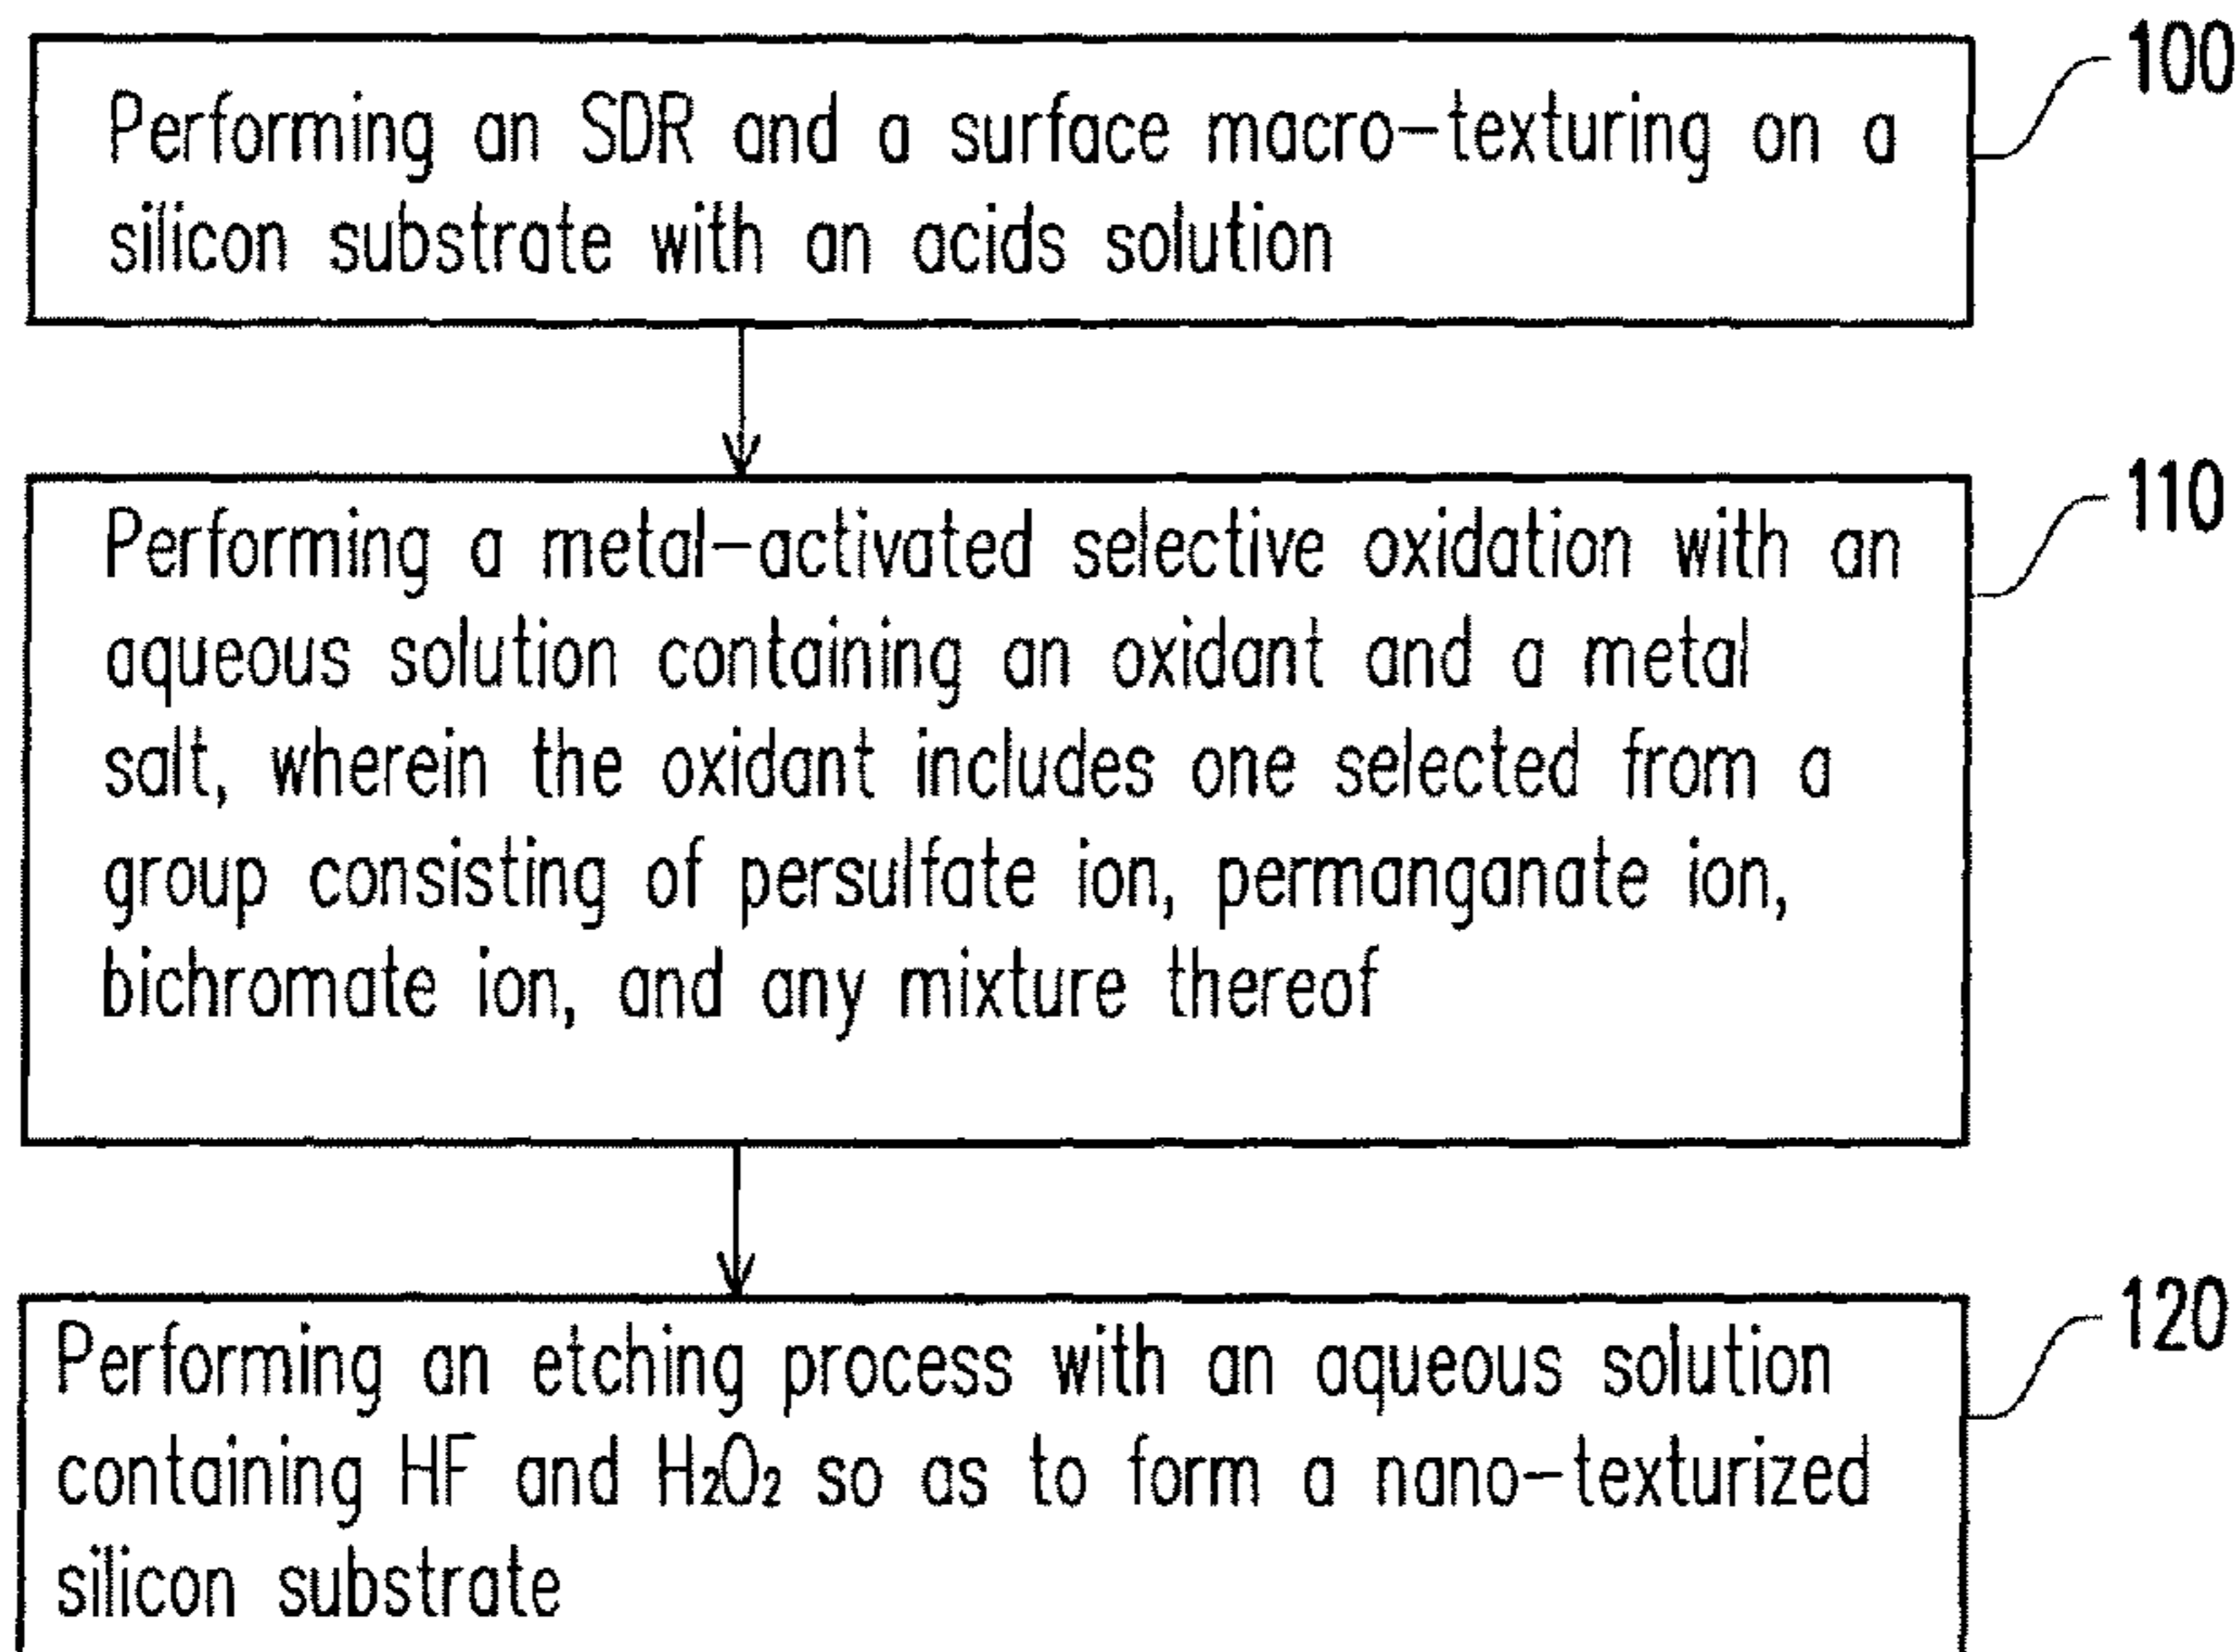 100
Performing an SDR and a surface macro-texturing on a
silicon substrate with an acids solution
110
Performing a metal-activated selective oxidation with an
aqueous solution containing an oxidant and a metal
salt, wherein the oxidant includes one selected from a
group consisting of persulfate ion, permanganate ion,
bichromate ion, and any mixture thereof
120
Performing an etching process with an aqueous solution
containing HF and H₂O₂ so as to form a nano-texturized
silicon substrate